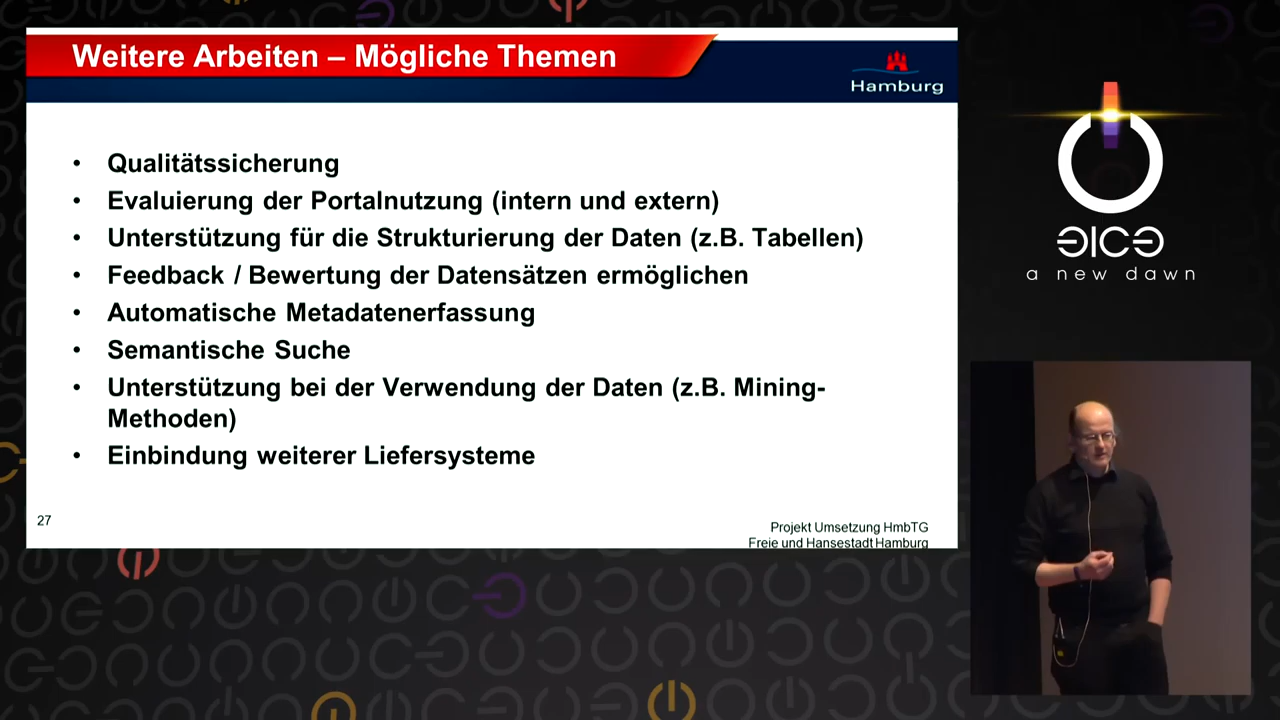 Weitere Arbeiten – Mögliche Themen
Hamburg
• Qualitätssicherung
• Evaluierung der Portalnutzung (intern und extern)
• Unterstützung für die Strukturierung der Daten (z.B. Tabellen)
• Feedback / Bewertung der Datensätzen ermöglichen
• Automatische Metadatenerfassung
• Semantische Suche
• Unterstützung bei der Verwendung der Daten (z.B. Mining-
Methoden)
• Einbindung weiterer Liefersysteme
27
Projekt Umsetzung HmbTG
Freie und Hansestadt Hamburg
a new dawn